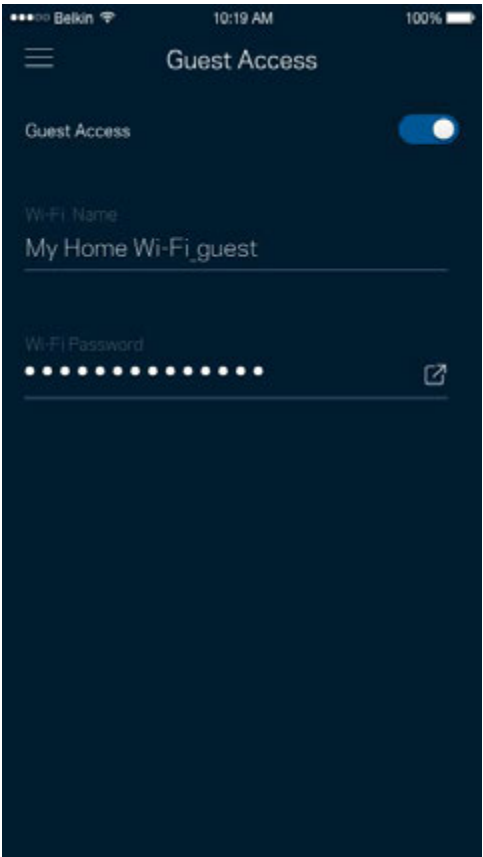 ●●●○○ Belkin 10:19 AM 100%
Guest Access
Guest Access
Wi-Fi Name
My Home Wi-Fi_guest
Wi-Fi Password
●●●●●●●●●●●●●●